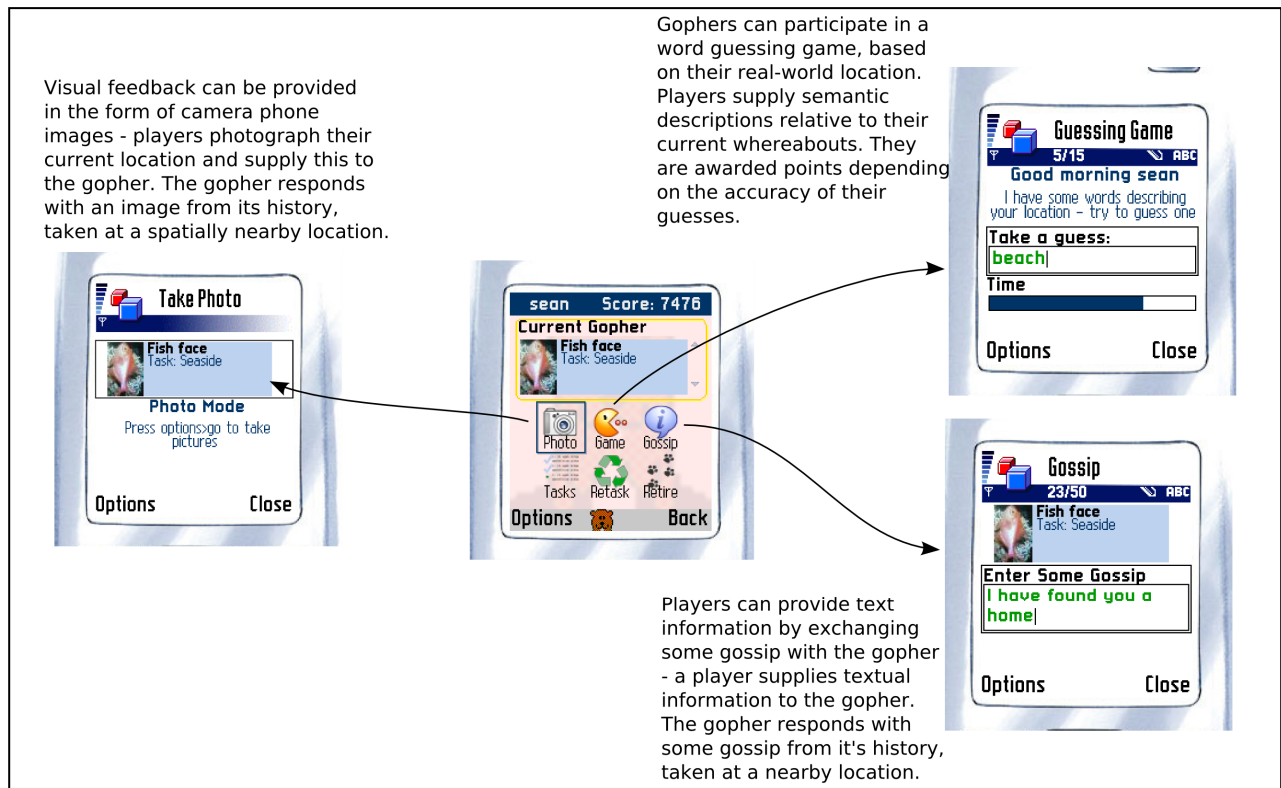 Visual feedback can be provided
in the form of camera phone
images - players photograph their
current location and supply this to
the gopher. The gopher responds
with an image from its history,
taken at a spatially nearby location.
Gophers can participate in a
word guessing game, based
on their real-world location.
Players supply semantic
descriptions relative to their
current whereabouts. They
are awarded points depending
on the accuracy of their
guesses.
Take Photo
Fish face
Task: Seaside
Photo Mode
Press options>go to take
pictures
Options Close
sean Score: 7476
Current Gopher
Fish face
Task: Seaside
Photo Game Gossip
Tasks Retask Retire
Options Back
Guessing Game
5/15 ABC
Good morning sean
I have some words describing
your location - try to guess one
Take a guess:
beach
Time
Options Close
Gossip
23/50 ABC
Fish face
Task: Seaside
Enter Some Gossip
I have found you a
home
Options Close
Players can provide text
information by exchanging
some gossip with the gopher
- a player supplies textual
information to the gopher.
The gopher responds with
some gossip from it's history,
taken at a nearby location.